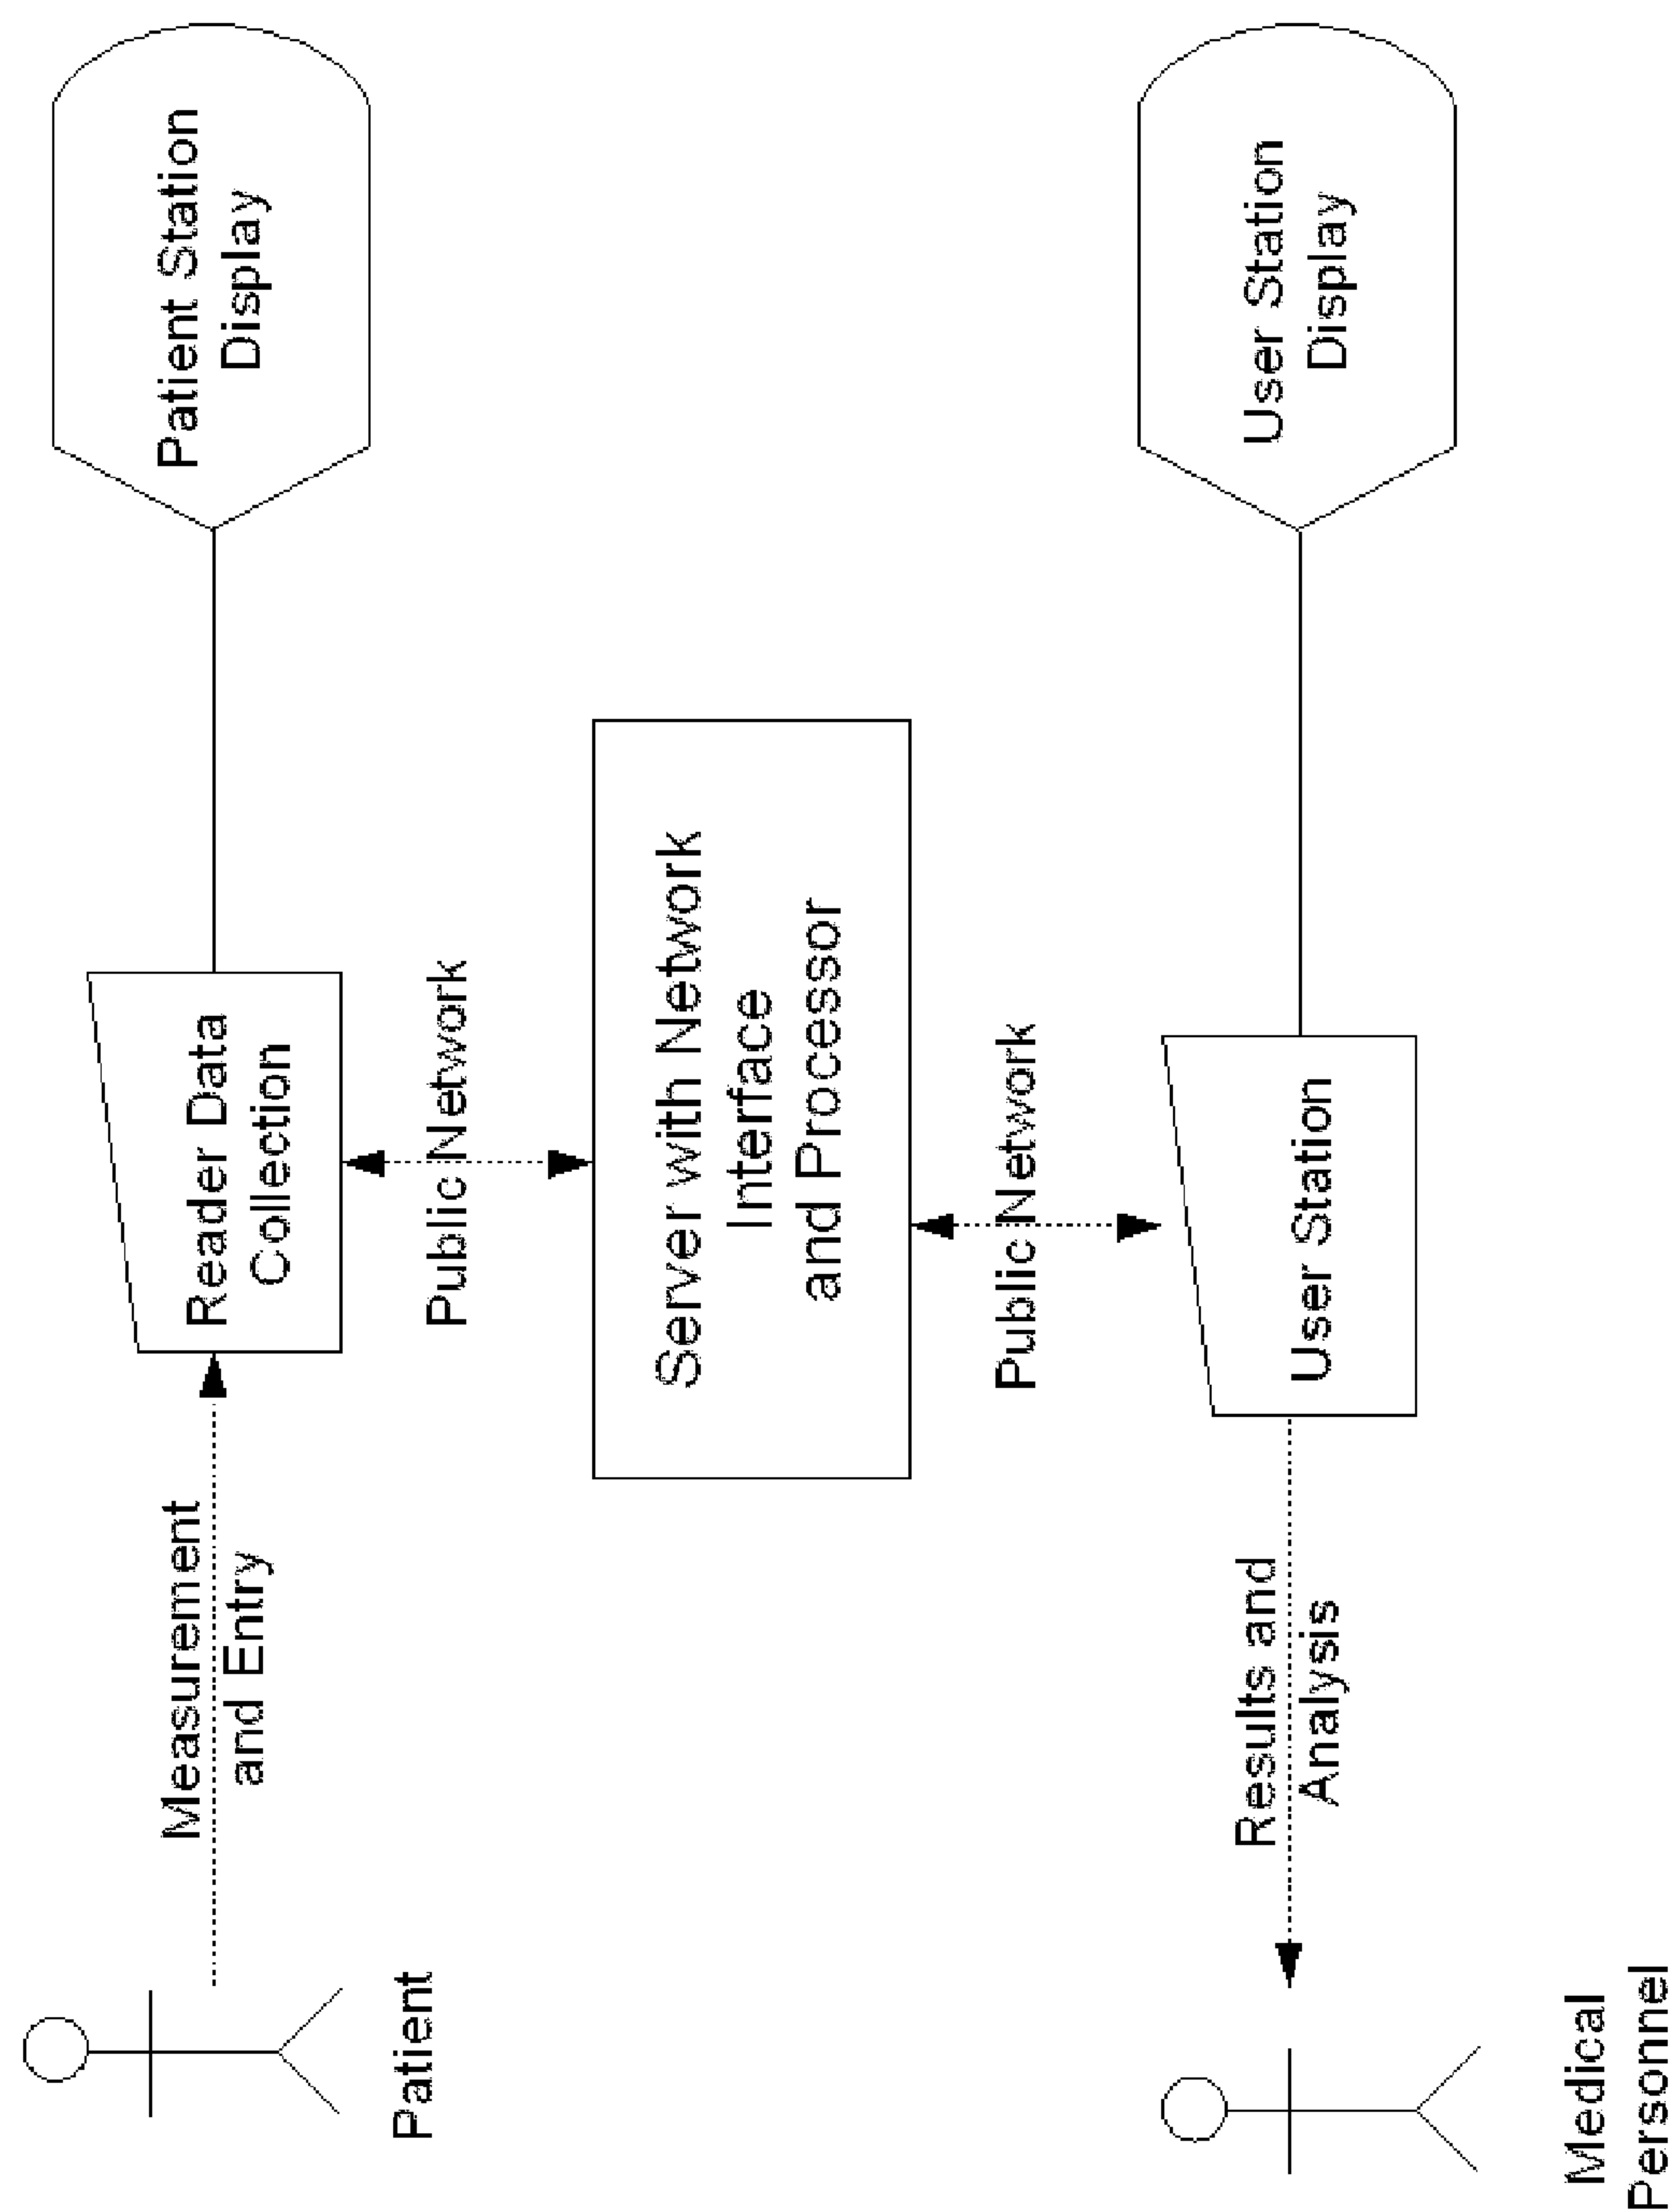 Patient
Measurement
and Entry
Reader Data
Collection
Patient Station
Display
Public Network
Server with Network
Interface
and Processor
Public Network
Medical
Personnel
Results and
Analysis
User Station
User Station
Display